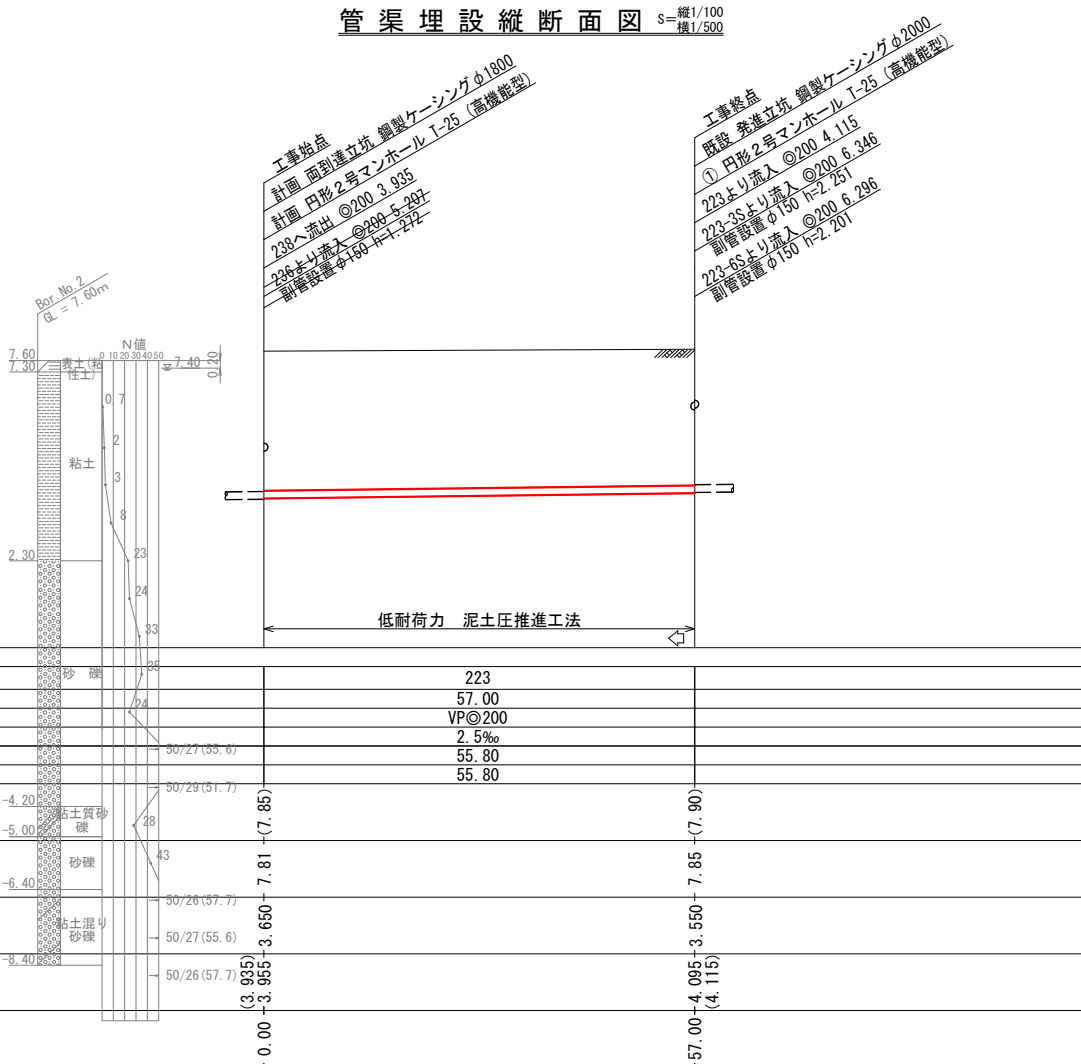 管渠埋設縦断面図 S=縦1/100 横1/500
工事始点
計画 両到達立坑 鋼製ケーシングφ1800
計画 円形2号マンホール T-25 (高機能型)
238へ流出 ◎200 3.935
236より流入 ◎200 5.207
副管設置φ150 h=1.272
工事終点
既設 発進立坑 鋼製ケーシングφ2000
① 円形2号マンホール T-25 (高機能型)
223より流入 ◎200 4.115
223-3Sより流入 ◎200 6.346
副管設置φ150 h=2.251
223-6Sより流入 ◎200 6.296
副管設置φ150 h=2.201
Bor.No.2
GL = 7.60m
N値
0 10 20 30 40 50
7.60
7.30
表土(粘性土)
7.40
0.20
0.7
2
粘土
3
8
2.30
23
24
33
砂 礫
35
24
50/27(55.6)
50/29(51.7)
-4.20
粘土質砂礫
28
-5.00
43
砂礫
-6.40
50/26(57.7)
粘土混り砂礫
50/27(55.6)
-8.40
50/26(57.7)
低耐荷力 泥土圧推進工法
223
57.00
VP◎200
2.5‰
55.80
55.80
(7.85)
(7.90)
7.81
7.85
3.650
3.550
(3.935)
3.955
4.095
(4.115)
0.00
57.00